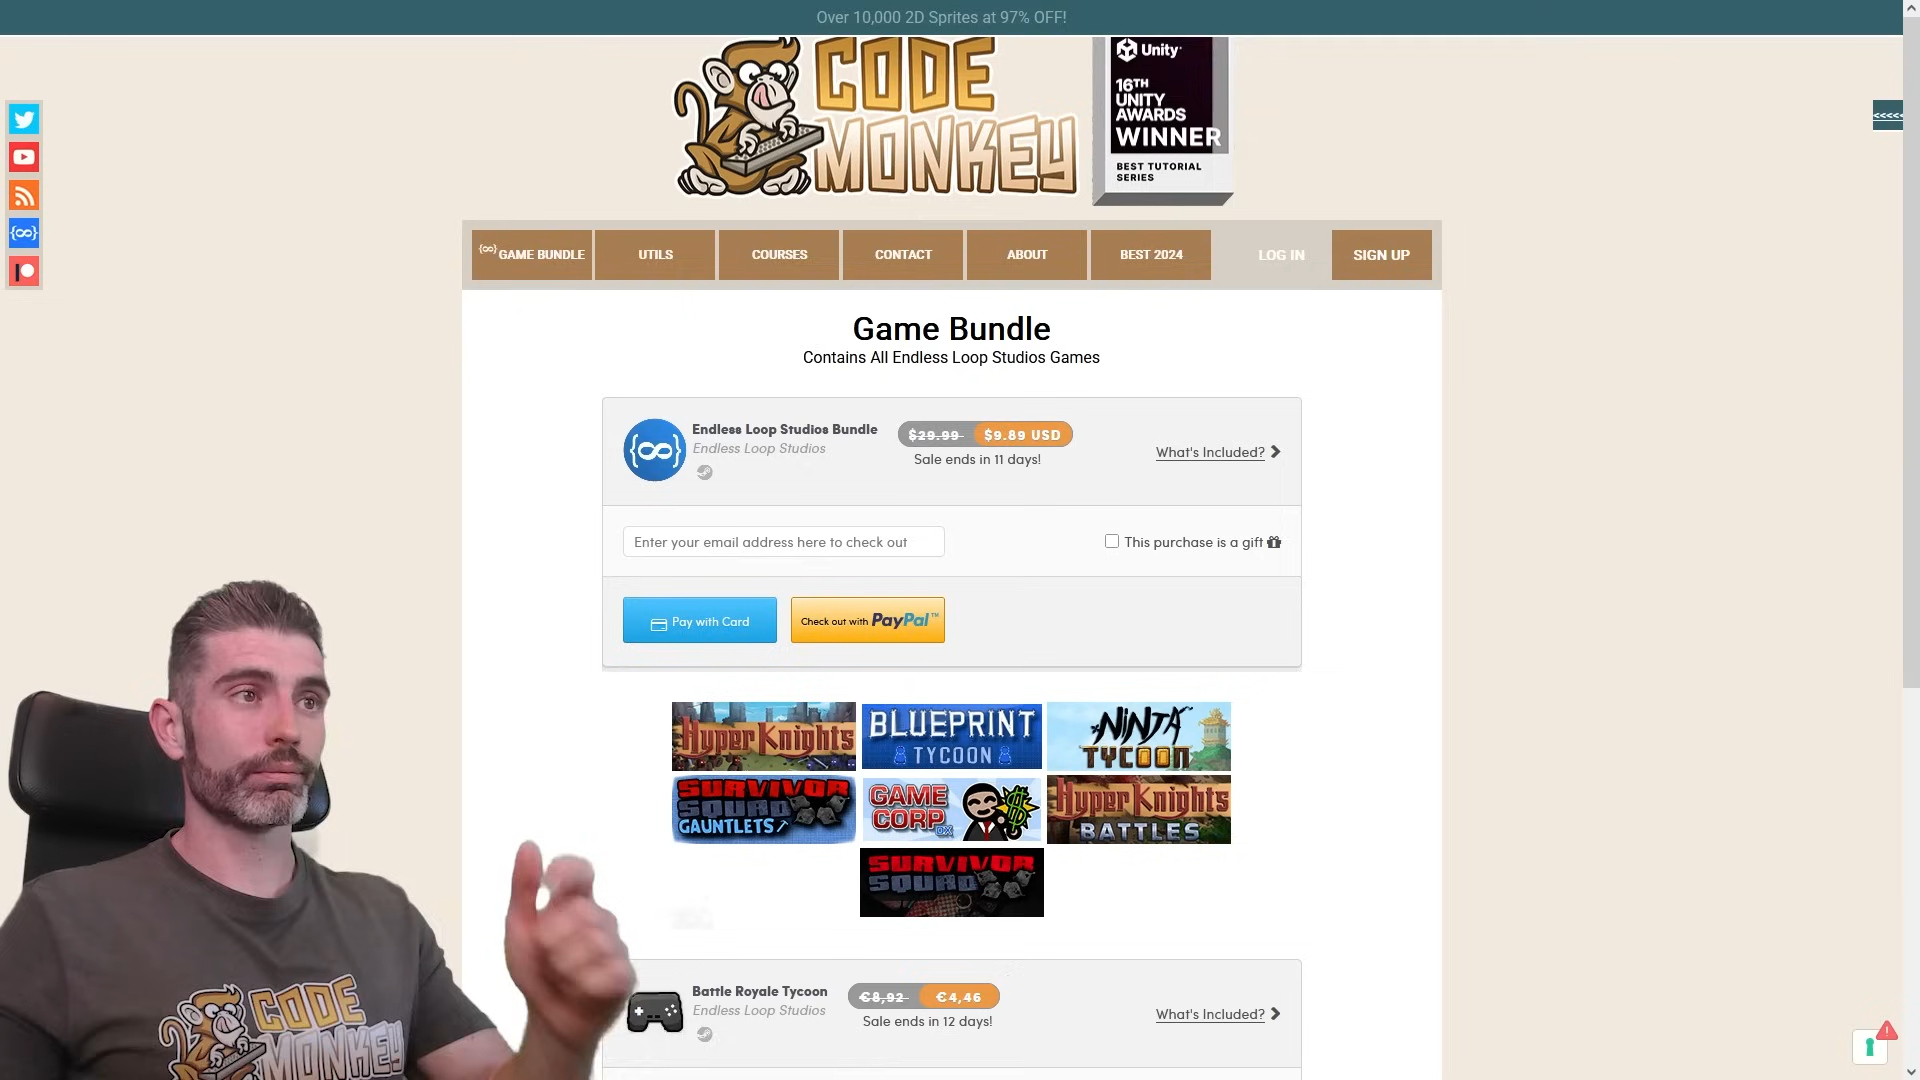 Over 10,000 2D Sprites at 97% OFF!
CODE
MONKEY
Unity
16TH
UNITY
AWARDS
WINNER
BEST TUTORIAL
SERIES
<<<<<
{∞} GAME BUNDLE
UTILS
COURSES
CONTACT
ABOUT
BEST 2024
LOG IN
SIGN UP
Game Bundle
Contains All Endless Loop Studios Games
Endless Loop Studios Bundle
Endless Loop Studios
$29.99 $9.89 USD
Sale ends in 11 days!
What's Included?
Enter your email address here to check out
This purchase is a gift
Pay with Card
Check out with PayPal™
Hyper Knights
BLUEPRINT
TYCOON
NINJA
TYCOON
SURVIVOR
SQUAD
GAUNTLETS
GAME
CORP DX
Hyper Knights
BATTLES
SURVIVOR
SQUAD
Battle Royale Tycoon
Endless Loop Studios
€8,92 €4,46
Sale ends in 12 days!
What's Included?
CODE
MONKEY